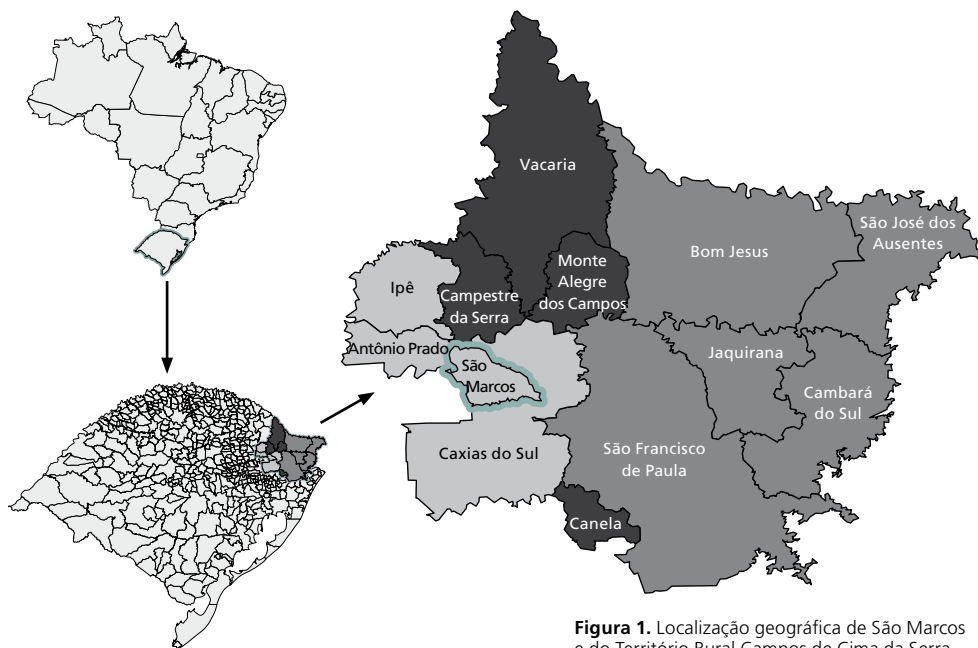 Vacaria
São José dos
Ausentes
Bom Jesus
Monte
Alegre
dos Campos
Ipê
Campestre
da Serra
Antônio Prado
São
Marcos
Jaquirana
Cambará
do Sul
Caxias do Sul
São Francisco
de Paula
Canela
Figura 1. Localização geográfica de São Marcos
e do Território Rural Campos de Cima da Serra